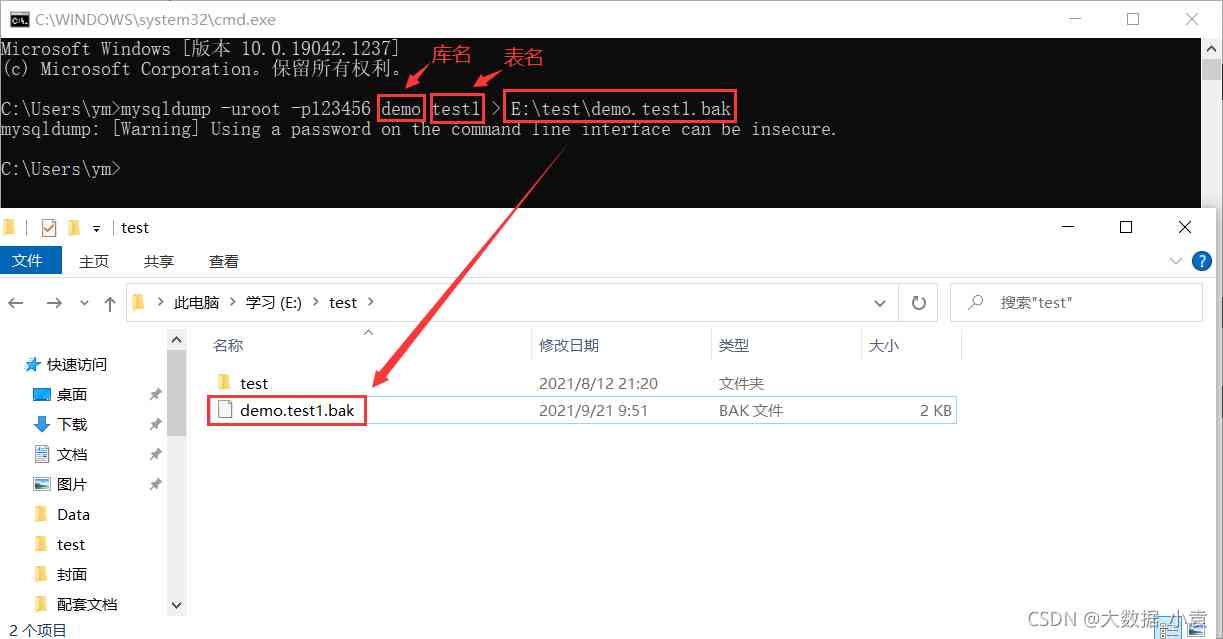 C:\WINDOWS\system32\cmd.exe
Microsoft Windows [版本 10.0.19042.1237]
(c) Microsoft Corporation。保留所有权利。
库名
表名
C:\Users\ym>mysqldump -uroot -p123456 demo test1 > E:\test\demo.test1.bak
mysqldump: [Warning] Using a password on the command line interface can be insecure.
C:\Users\ym>
test
文件 主页 共享 查看
此电脑 > 学习 (E:) > test > 搜索"test"
名称 修改日期 类型 大小
快速访问
test 2021/8/12 21:20 文件夹
桌面
demo.test1.bak 2021/9/21 9:51 BAK 文件 2 KB
下载
文档
图片
Data
test
封面
配套文档
2 个项目
CSDN @大数据_小袁